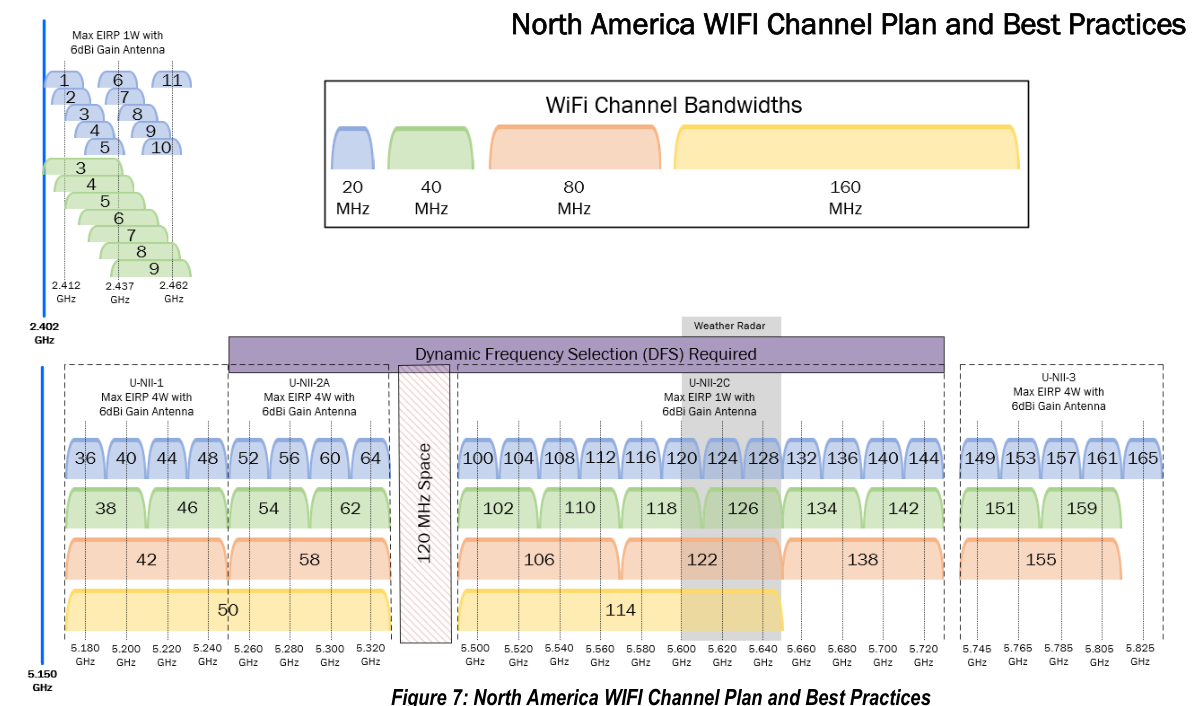 North America WIFI Channel Plan and Best Practices
Max EIRP 1W with
6dBi Gain Antenna
1 6 11
2 7
3 8
4 9
5 10
3
4
5
6
7
8
9
2.412 2.437 2.462
GHz GHz GHz
2.402
GHz
WiFi Channel Bandwidths
20 40 80 160
MHz MHz MHz MHz
Weather Radar
Dynamic Frequency Selection (DFS) Required
U-NII-1
Max EIRP 4W with
6dBi Gain Antenna
U-NII-2A
Max EIRP 4W with
6dBi Gain Antenna
120 MHz Space
U-NII-2C
Max EIRP 1W with
6dBi Gain Antenna
U-NII-3
Max EIRP 4W with
6dBi Gain Antenna
36 40 44 48 52 56 60 64 100 104 108 112 116 120 124 128 132 136 140 144 149 153 157 161 165
38 46 54 62 102 110 118 126 134 142 151 159
42 58 106 122 138 155
50 114
5.180 5.200 5.220 5.240 5.260 5.280 5.300 5.320 5.500 5.520 5.540 5.560 5.580 5.600 5.620 5.640 5.660 5.680 5.700 5.720 5.745 5.765 5.785 5.805 5.825
GHz GHz GHz GHz GHz GHz GHz GHz GHz GHz GHz GHz GHz GHz GHz GHz GHz GHz GHz GHz GHz GHz GHz GHz GHz
5.150
GHz
Figure 7: North America WIFI Channel Plan and Best Practices